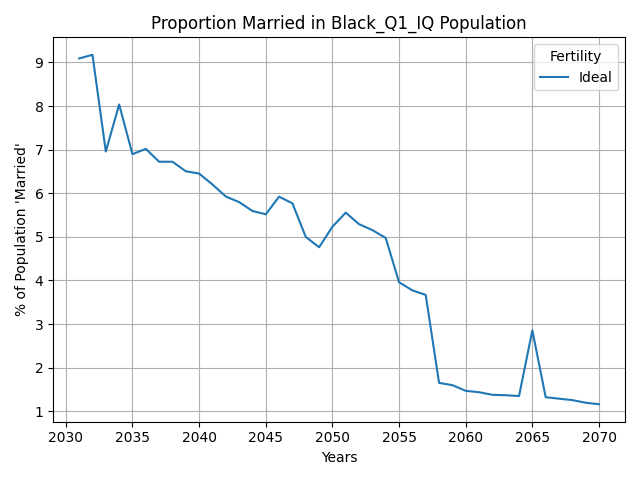 Proportion Married in Black_Q1_IQ Population
Fertility
Ideal
% of Population 'Married'
9
8
7
6
5
4
3
2
1
2030 2035 2040 2045 2050 2055 2060 2065 2070
Years